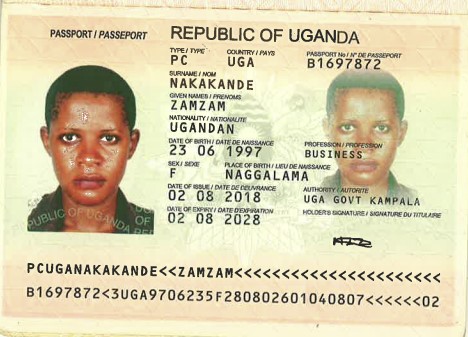 PASSPORT / PASSEPORT
REPUBLIC OF UGANDA
TYPE / TYPE COUNTRY / PAYS PASSPORT No / N° DE PASSEPORT
PC UGA B1697872
SURNAME / NOM
NAKAKANDE
GIVEN NAMES / PRENOMS
ZAMZAM
NATIONALITY / NATIONALITE
UGANDAN
DATE OF BIRTH / DATE DE NAISSANCE PROFESSION / PROFESSION
23 06 1997 BUSINESS
SEX / SEXE PLACE OF BIRTH / LIEU DE NAISSANCE
F NAGGALAMA
DATE OF ISSUE / DATE DE DELIVRANCE AUTHORITY / AUTORITE
02 08 2018 UGA GOVT KAMPALA
DATE OF EXPIRY / DATE D'EXPIRATION HOLDER'S SIGNATURE / SIGNATURE DU TITULAIRE
02 08 2028
PUBLIC OF UGANDA
PCUGANAKAKANDE<<ZAMZAM<<<<<<<<<<<<<<<<<<<<<<
B1697872<3UGA9706235F280802601040807<<<<<<02